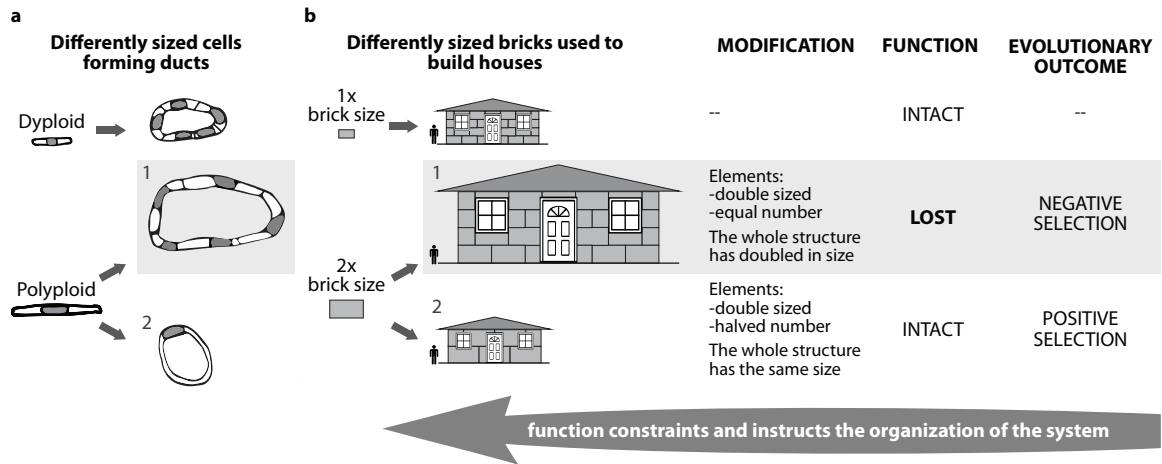 a
Differently sized cells
forming ducts
Dyploid
1
Polyploid
2
b
Differently sized bricks used to
build houses
MODIFICATION
FUNCTION
EVOLUTIONARY
OUTCOME
1x
brick size
--
INTACT
--
2x
brick size
1
Elements:
-double sized
-equal number
The whole structure
has doubled in size
LOST
NEGATIVE
SELECTION
2
Elements:
-double sized
-halved number
The whole structure
has the same size
INTACT
POSITIVE
SELECTION
function constraints and instructs the organization of the system